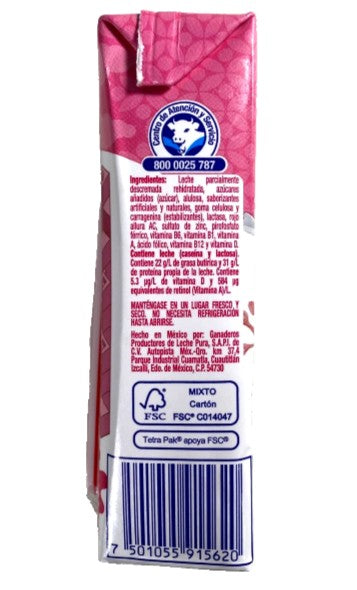 Centro de Atención y Servicio
800 0025 787
Ingredientes: Leche parcialmente
descremada rehidratada, azúcares
añadidos (azúcar), alulosa, saborizantes
artificiales y naturales, goma celulosa y
carragenina (estabilizantes), lactasa, rojo
allura AC, sulfato de zinc, pirofosfato
férrico, vitamina B6, vitamina B1, vitamina
A, ácido fólico, vitamina B12 y vitamina D.
Contiene leche (caseína y lactosa).
Contiene 22 g/L de grasa butírica y 31 g/L
de proteína propia de la leche. Contiene
5.3 µg/L de vitamina D y 584 µg
equivalentes de retinol (Vitamina A)/L.
MANTÉNGASE EN UN LUGAR FRESCO, Y
SECO. NO NECESITA REFRIGERACIÓN
HASTA ABRIRSE.
Hecho en México por: Ganaderos
Productores de Leche Pura, S.A.P.I. de
C.V. Autopista Méx.-Qro. km 37,4
Parque Industrial Cuamatla, Cuautitlán
Izcalli, Edo. de México, C.P. 54730
FSC
MIXTO
Cartón
FSC® C014047
Tetra Pak® apoya FSC®
7 501055 915620